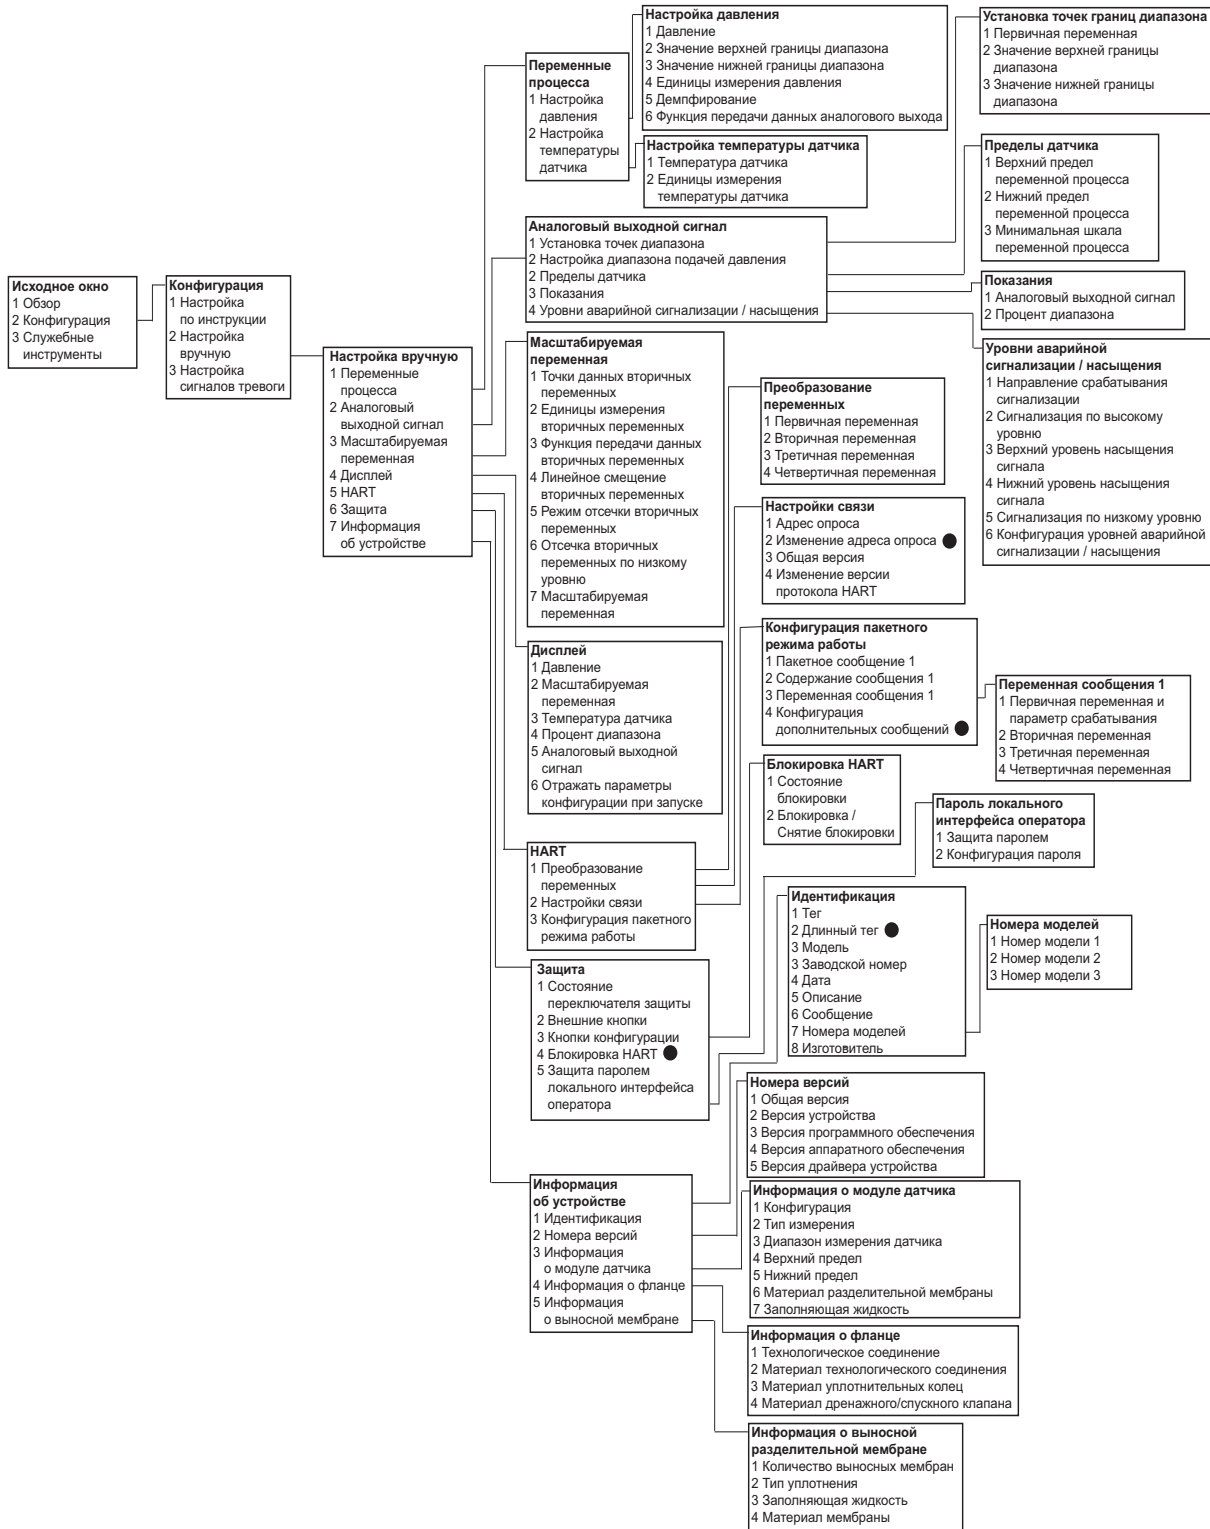 Исходное окно
1 Обзор
2 Конфигурация
3 Служебные
инструменты
Конфигурация
1 Настройка
по инструкции
2 Настройка
вручную
3 Настройка
сигналов тревоги
Настройка вручную
1 Переменные
процесса
2 Аналоговый
выходной сигнал
3 Масштабируемая
переменная
4 Дисплей
5 HART
6 Защита
7 Информация
об устройстве
Переменные
процесса
1 Настройка
давления
2 Настройка
температуры
датчика
Настройка давления
1 Давление
2 Значение верхней границы диапазона
3 Значение нижней границы диапазона
4 Единицы измерения давления
5 Демпфирование
6 Функция передачи данных аналогового выхода
Настройка температуры датчика
1 Температура датчика
2 Единицы измерения
температуры датчика
Аналоговый выходной сигнал
1 Установка точек диапазона
2 Настройка диапазона подачей давления
2 Пределы датчика
3 Показания
4 Уровни аварийной сигнализации / насыщения
Установка точек границ диапазона
1 Первичная переменная
2 Значение верхней границы
диапазона
3 Значение нижней границы
диапазона
Пределы датчика
1 Верхний предел
переменной процесса
2 Нижний предел
переменной процесса
3 Минимальная шкала
переменной процесса
Показания
1 Аналоговый выходной сигнал
2 Процент диапазона
Уровни аварийной
сигнализации / насыщения
1 Направление срабатывания
сигнализации
2 Сигнализация по высокому
уровню
3 Верхний уровень насыщения
сигнала
4 Нижний уровень насыщения
сигнала
5 Сигнализация по низкому уровню
6 Конфигурация уровней аварийной
сигнализации / насыщения
Масштабируемая
переменная
1 Точки данных вторичных
переменных
2 Единицы измерения
вторичных переменных
3 Функция передачи данных
вторичных переменных
4 Линейное смещение
вторичных переменных
5 Режим отсечки вторичных
переменных
6 Отсечка вторичных
переменных по низкому
уровню
7 Масштабируемая
переменная
Дисплей
1 Давление
2 Масштабируемая
переменная
3 Температура датчика
4 Процент диапазона
5 Аналоговый выходной
сигнал
6 Отражать параметры
конфигурации при запуске
HART
1 Преобразование
переменных
2 Настройки связи
3 Конфигурация пакетного
режима работы
Преобразование
переменных
1 Первичная переменная
2 Вторичная переменная
3 Третичная переменная
4 Четвертичная переменная
Настройки связи
1 Адрес опроса
2 Изменение адреса опроса ●
3 Общая версия
4 Изменение версии
протокола HART
Конфигурация пакетного
режима работы
1 Пакетное сообщение 1
2 Содержание сообщения 1
3 Переменная сообщения 1
4 Конфигурация
дополнительных сообщений ●
Переменная сообщения 1
1 Первичная переменная и
параметр срабатывания
2 Вторичная переменная
3 Третичная переменная
4 Четвертичная переменная
Защита
1 Состояние
переключателя защиты
2 Внешние кнопки
3 Кнопки конфигурации
4 Блокировка HART ●
5 Защита паролем
локального интерфейса
оператора
Блокировка HART
1 Состояние
блокировки
2 Блокировка /
Снятие блокировки
Пароль локального
интерфейса оператора
1 Защита паролем
2 Конфигурация пароля
Информация
об устройстве
1 Идентификация
2 Номера версий
3 Информация
о модуле датчика
4 Информация о фланце
5 Информация
о выносной мембране
Идентификация
1 Тег
2 Длинный тег ●
3 Модель
3 Заводской номер
4 Дата
5 Описание
6 Сообщение
7 Номера моделей
8 Изготовитель
Номера моделей
1 Номер модели 1
2 Номер модели 2
3 Номер модели 3
Номера версий
1 Общая версия
2 Версия устройства
3 Версия программного обеспечения
4 Версия аппаратного обеспечения
5 Версия драйвера устройства
Информация о модуле датчика
1 Конфигурация
2 Тип измерения
3 Диапазон измерения датчика
4 Верхний предел
5 Нижний предел
6 Материал разделительной мембраны
7 Заполняющая жидкость
Информация о фланце
1 Технологическое соединение
2 Материал технологического соединения
3 Материал уплотнительных колец
4 Материал дренажного/спускного клапана
Информация о выносной
разделительной мембране
1 Количество выносных мембран
2 Тип уплотнения
3 Заполняющая жидкость
4 Материал мембраны